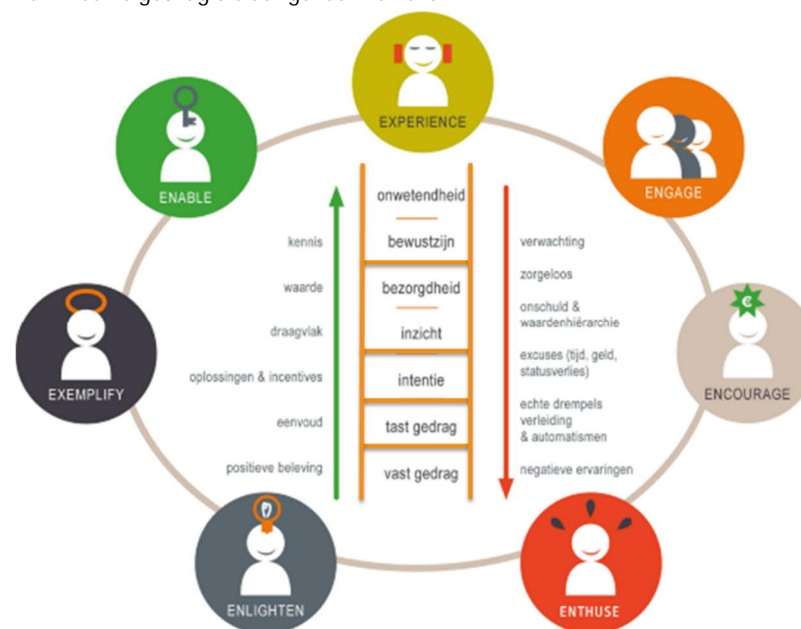 EXPERIENCE
ENABLE
ENGAGE
onwetendheid
kennis
bewustzijn
verwachting
waarde
bezorgdheid
zorgeloos
draagvlak
inzicht
onschuld &
waardenhiërarchie
EXEMPLIFY
oplossingen & incentives
intentie
excuses (tijd, geld,
statusverlies)
€
ENCOURAGE
eenvoud
tast gedrag
echte drempels
verleiding
& automatismen
positieve beleving
vast gedrag
negatieve ervaringen
ENLIGHTEN
ENTHUSE